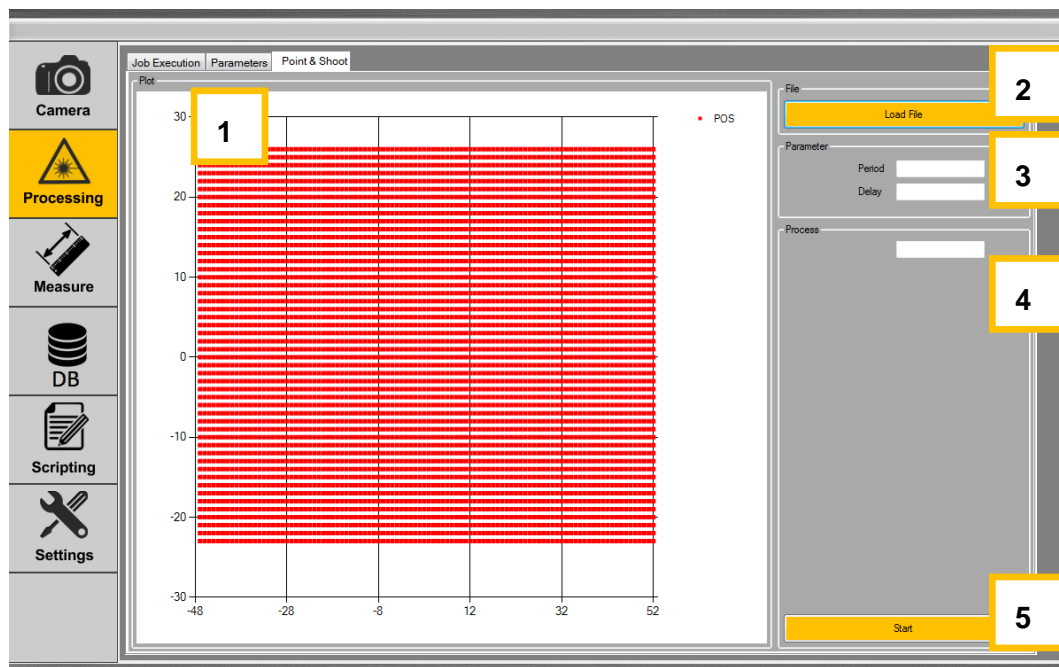 Camera
Processing
Measure
DB
Scripting
Settings
Job Execution
Parameters
Point & Shoot
Plot
1
30
20
10
0
-10
-20
-30
-48
-28
-8
12
32
52
POS
File
Load File
2
Parameter
Period
Delay
3
Process
4
Start
5